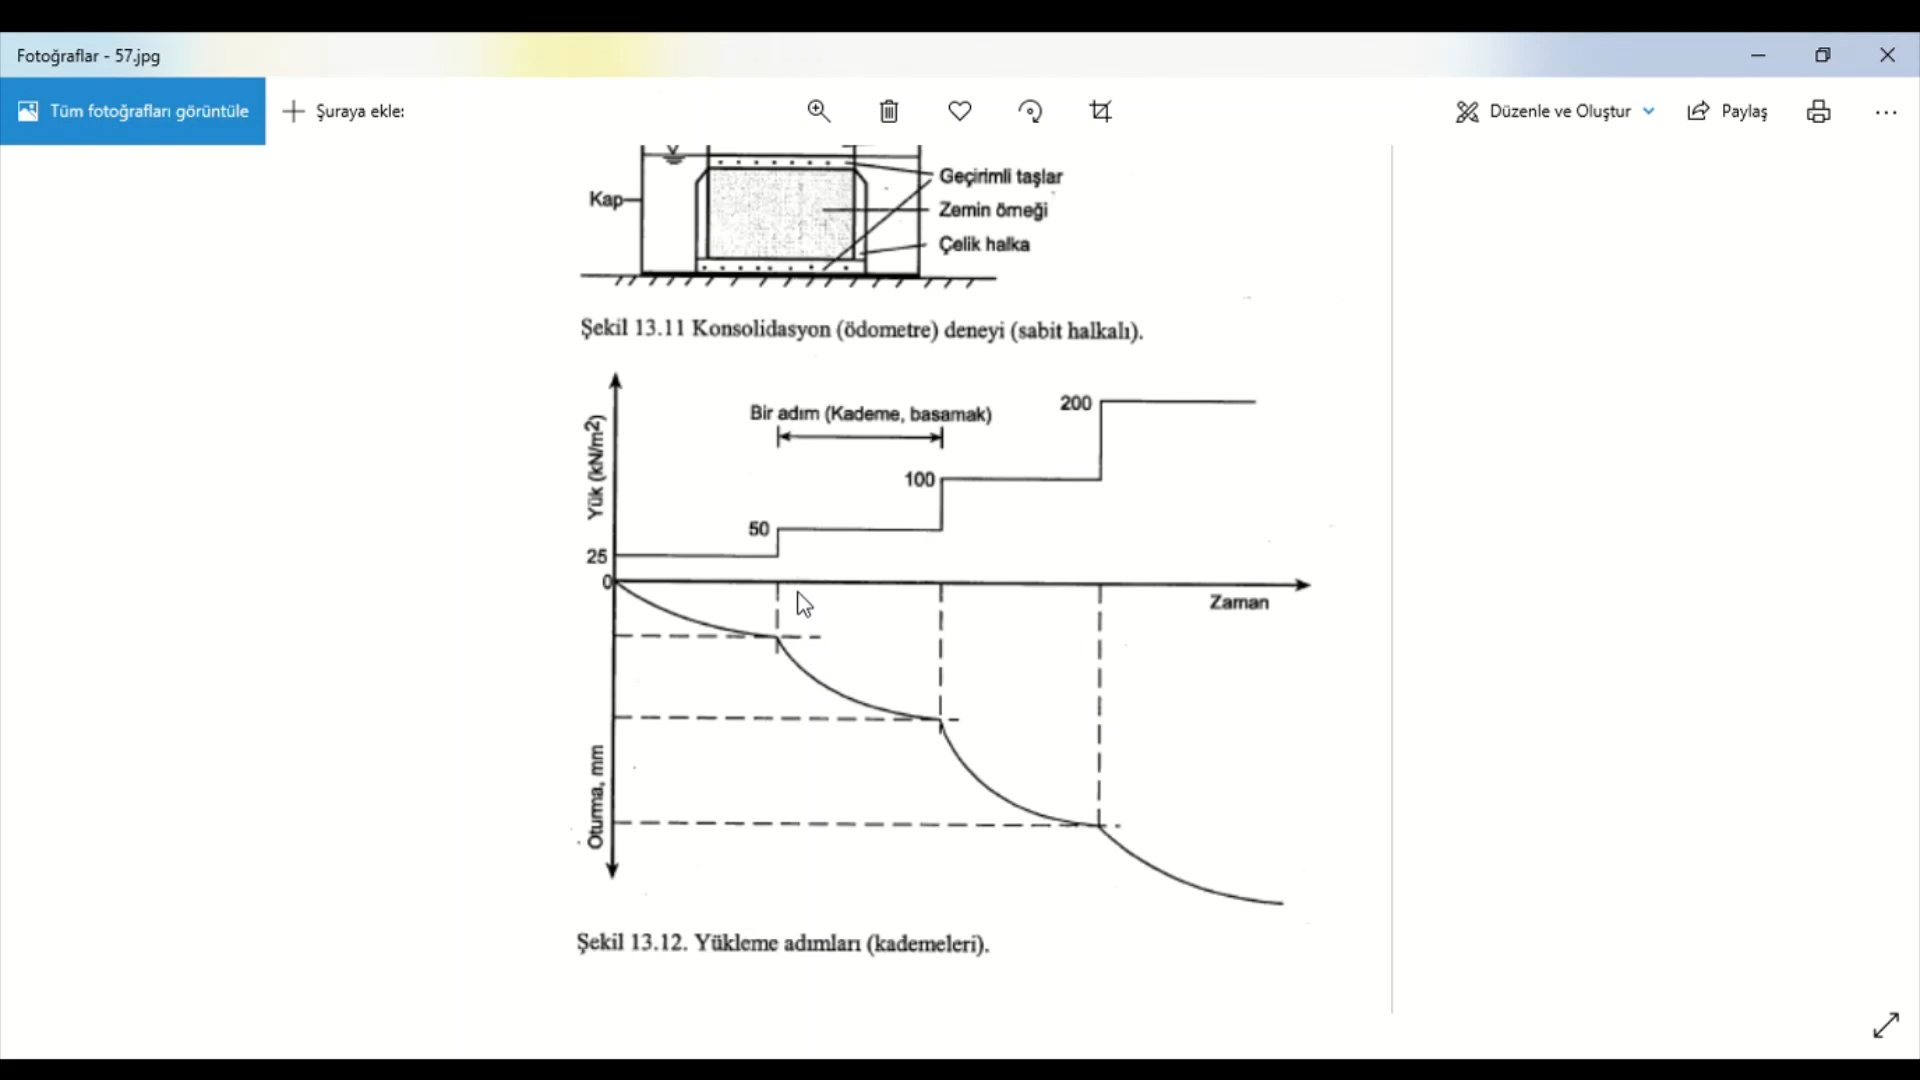 Fotoğraflar - 57.jpg
Tüm fotoğrafları görüntüle
Şuraya ekle:
Düzenle ve Oluştur
Paylaş
Geçirimli taşlar
Kap
Zemin örneği
Çelik halka
Şekil 13.11 Konsolidasyon (ödometre) deneyi (sabit halkalı).
Yük (kN/m2)
Bir adım (Kademe, basamak)
200
100
50
25
0
Zaman
Oturma, mm
Şekil 13.12. Yükleme adımları (kademeleri).